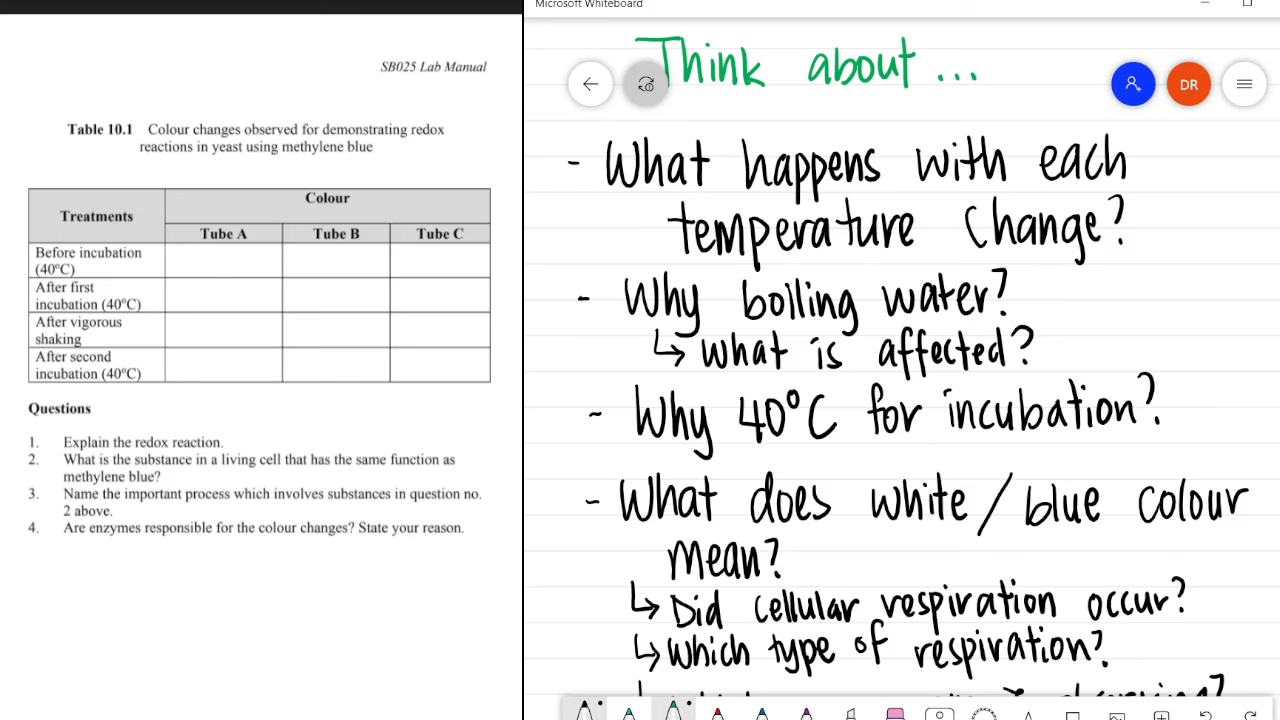 SB025 Lab Manual
Table 10.1 Colour changes observed for demonstrating redox
reactions in yeast using methylene blue
Treatments
Colour
Tube A Tube B Tube C
Before incubation
(40ºC)
After first
incubation (40ºC)
After vigorous
shaking
After second
incubation (40ºC)
Questions
1. Explain the redox reaction.
2. What is the substance in a living cell that has the same function as
methylene blue?
3. Name the important process which involves substances in question no.
2 above.
4. Are enzymes responsible for the colour changes? State your reason.
Microsoft Whiteboard
Think about...
DR
- What happens with each
temperature change?
- Why boiling water?
↳ What is affected?
- Why 40°C for incubation?
- What does white/blue colour
mean?
↳ Did cellular respiration occur?
↳ Which type of respiration?